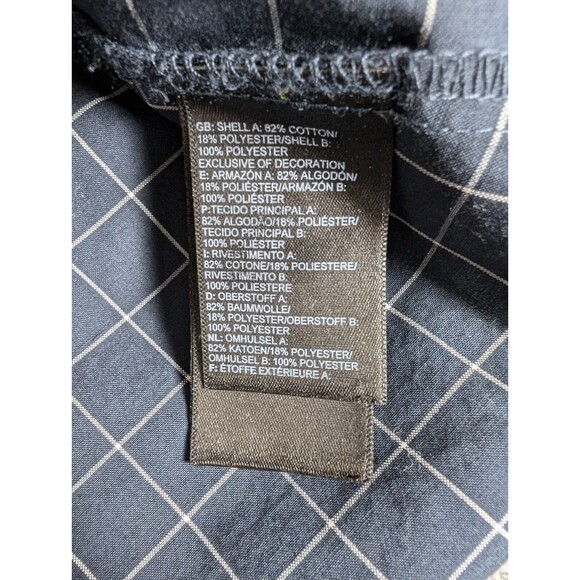 GB: SHELL A: 82% COTTON/
18% POLYESTER/SHELL B:
100% POLYESTER
EXCLUSIVE OF DECORATION
E: ARMAZÓN A: 82% ALGODÓN/
18% POLIÉSTER/ARMAZÓN B:
100% POLIÉSTER
P:TECIDO PRINCIPAL A:
82% ALGODÃO/18% POLIÉSTER/
TECIDO PRINCIPAL B:
100% POLIÉSTER
I: RIVESTIMENTO A:
82% COTONE/18% POLIESTERE/
RIVESTIMENTO B:
100% POLIESTERE
D: OBERSTOFF A:
82% BAUMWOLLE/
18% POLYESTER/OBERSTOFF B:
100% POLYESTER
NL: OMHULSEL A:
82% KATOEN/18% POLYESTER/
OMHULSEL B: 100% POLYESTER
F: ÉTOFFE EXTÉRIEURE A: